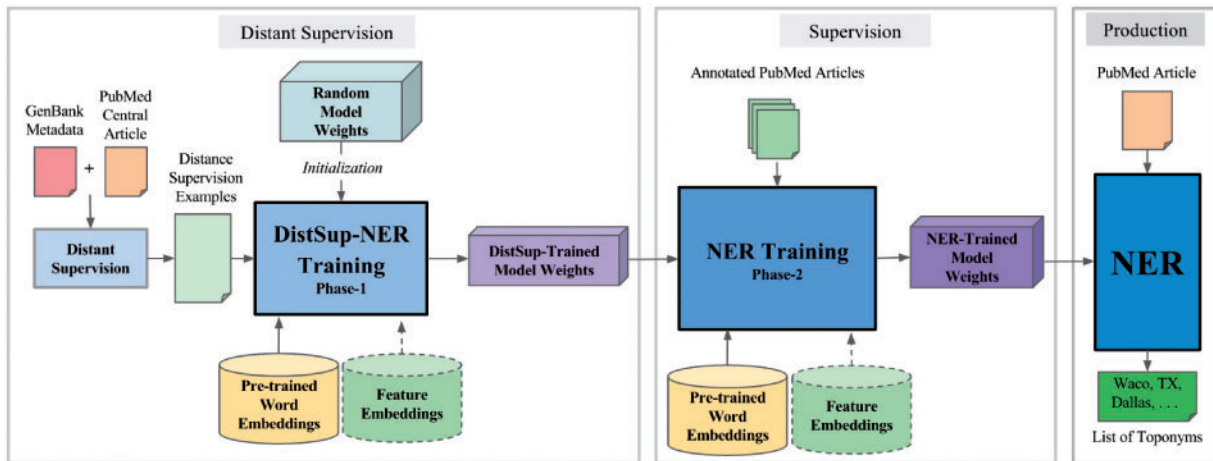 Distant Supervision
GenBank
Metadata
+
PubMed
Central
Article
Distance
Supervision
Examples
Random
Model
Weights
Initialization
Distant
Supervision
DistSup-NER
Training
Phase-1
DistSup-Trained
Model Weights
Pre-trained
Word
Embeddings
Feature
Embeddings
Supervision
Annotated PubMed Articles
NER Training
Phase-2
NER-Trained
Model
Weights
Pre-trained
Word
Embeddings
Feature
Embeddings
Production
PubMed Article
NER
Waco, TX,
Dallas, . . .
List of Toponyms